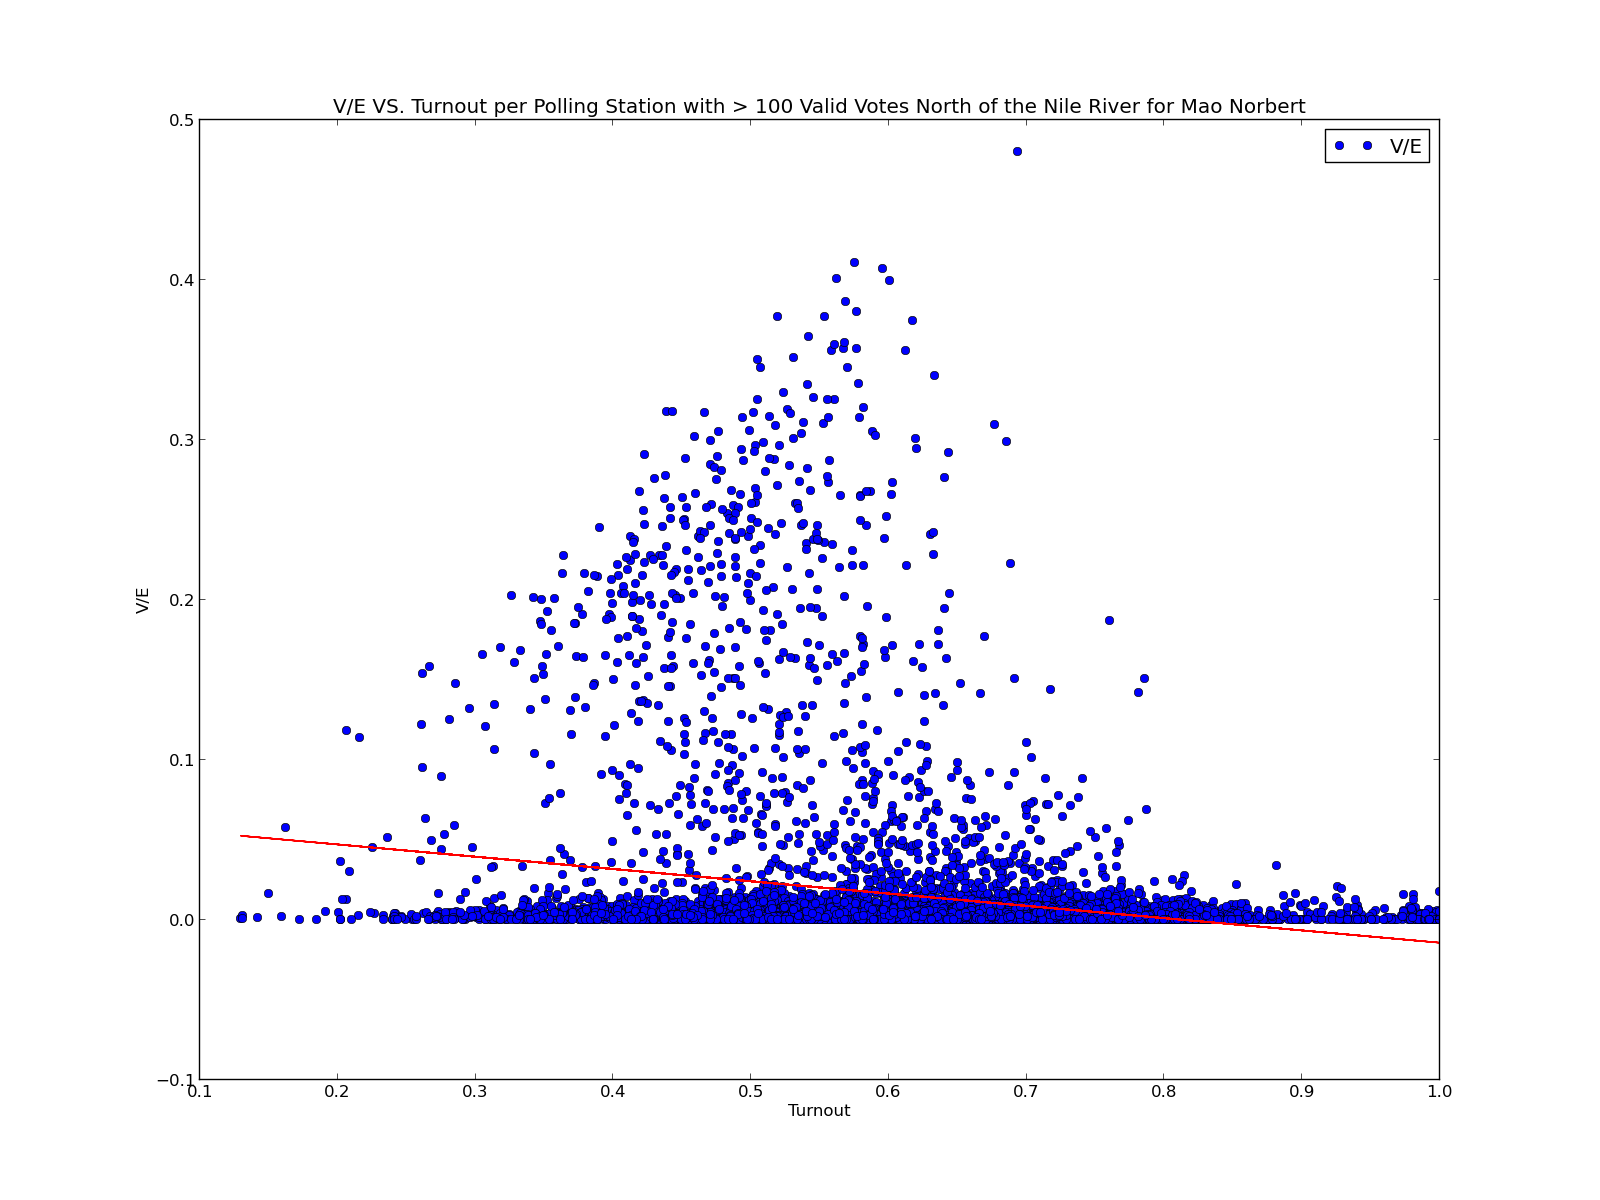 V/E VS. Turnout per Polling Station with > 100 Valid Votes North of the Nile River for Mao Norbert
0.5
V/E
0.4
0.3
V/E
0.2
0.1
0.0
−0.1
0.1 0.2 0.3 0.4 0.5 0.6 0.7 0.8 0.9 1.0
Turnout